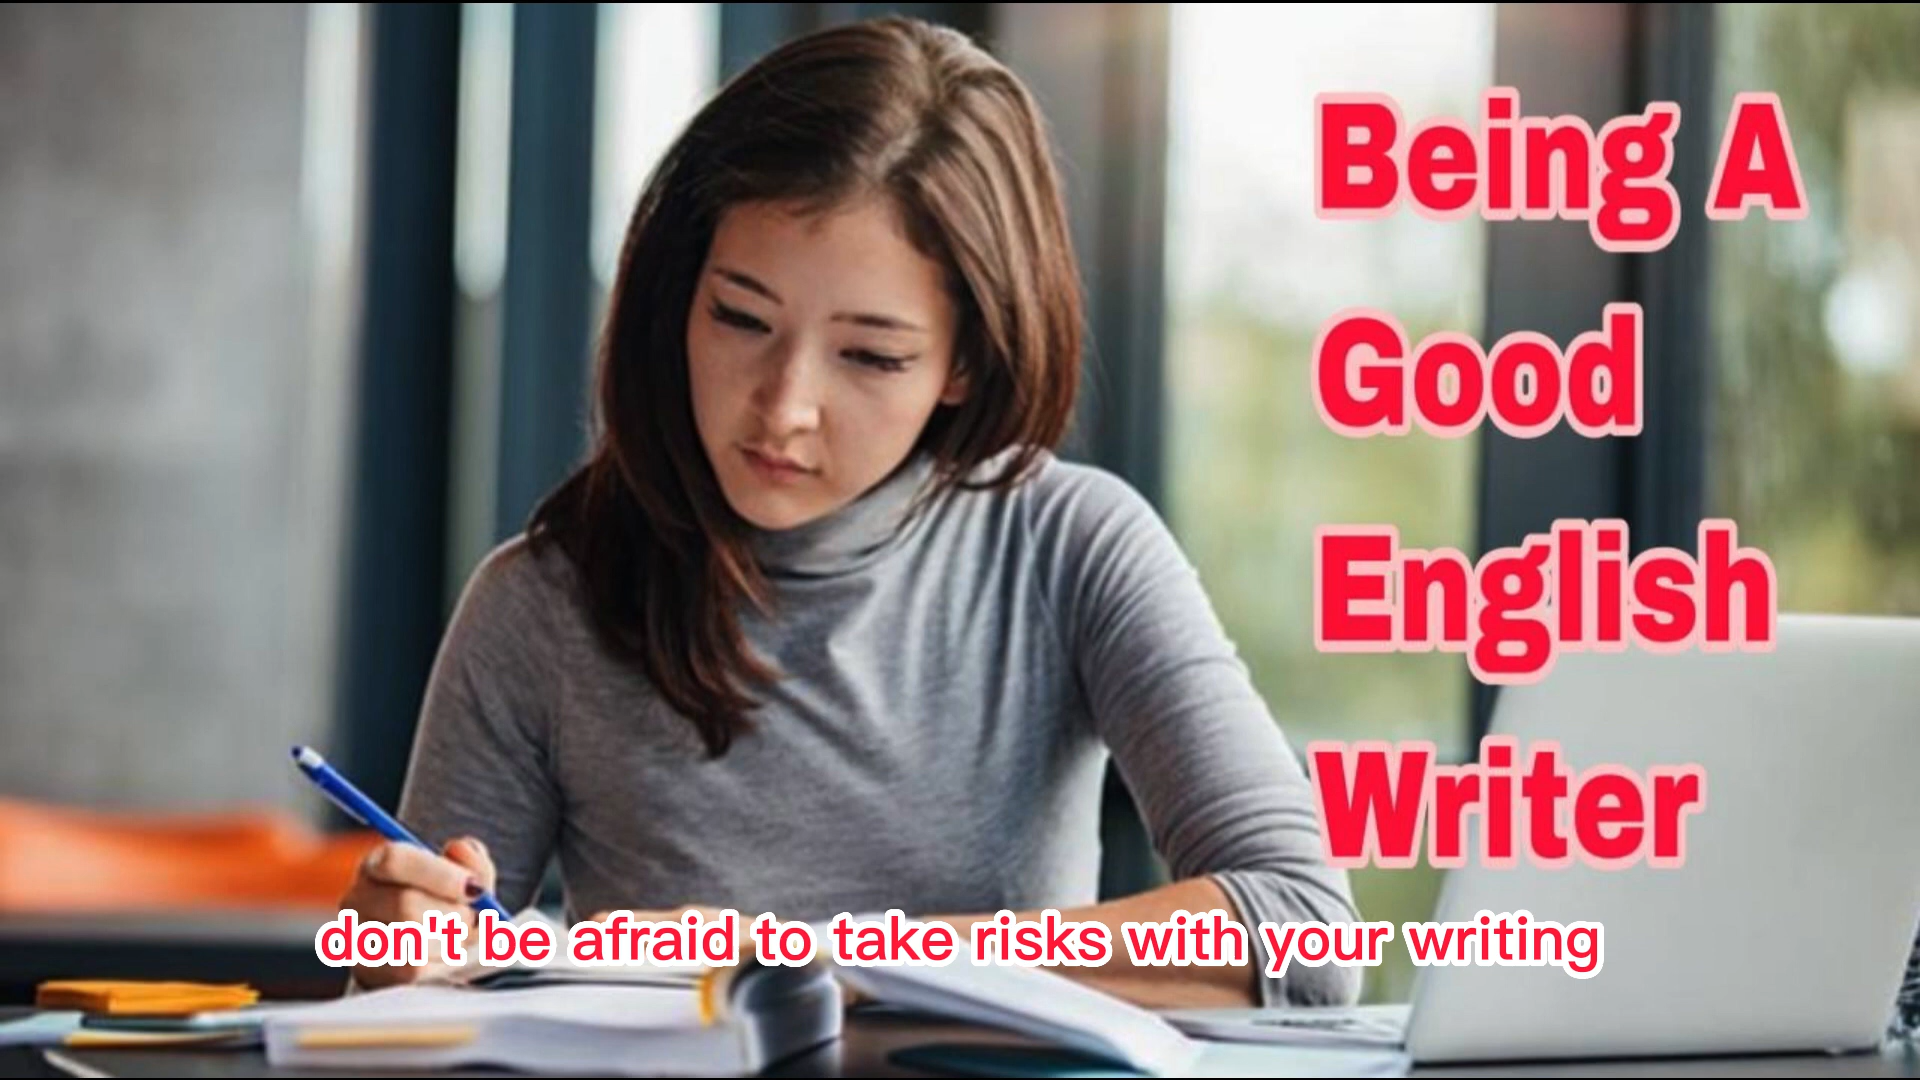 Being A
Good
English
Writer
don't be afraid to take risks with your writing